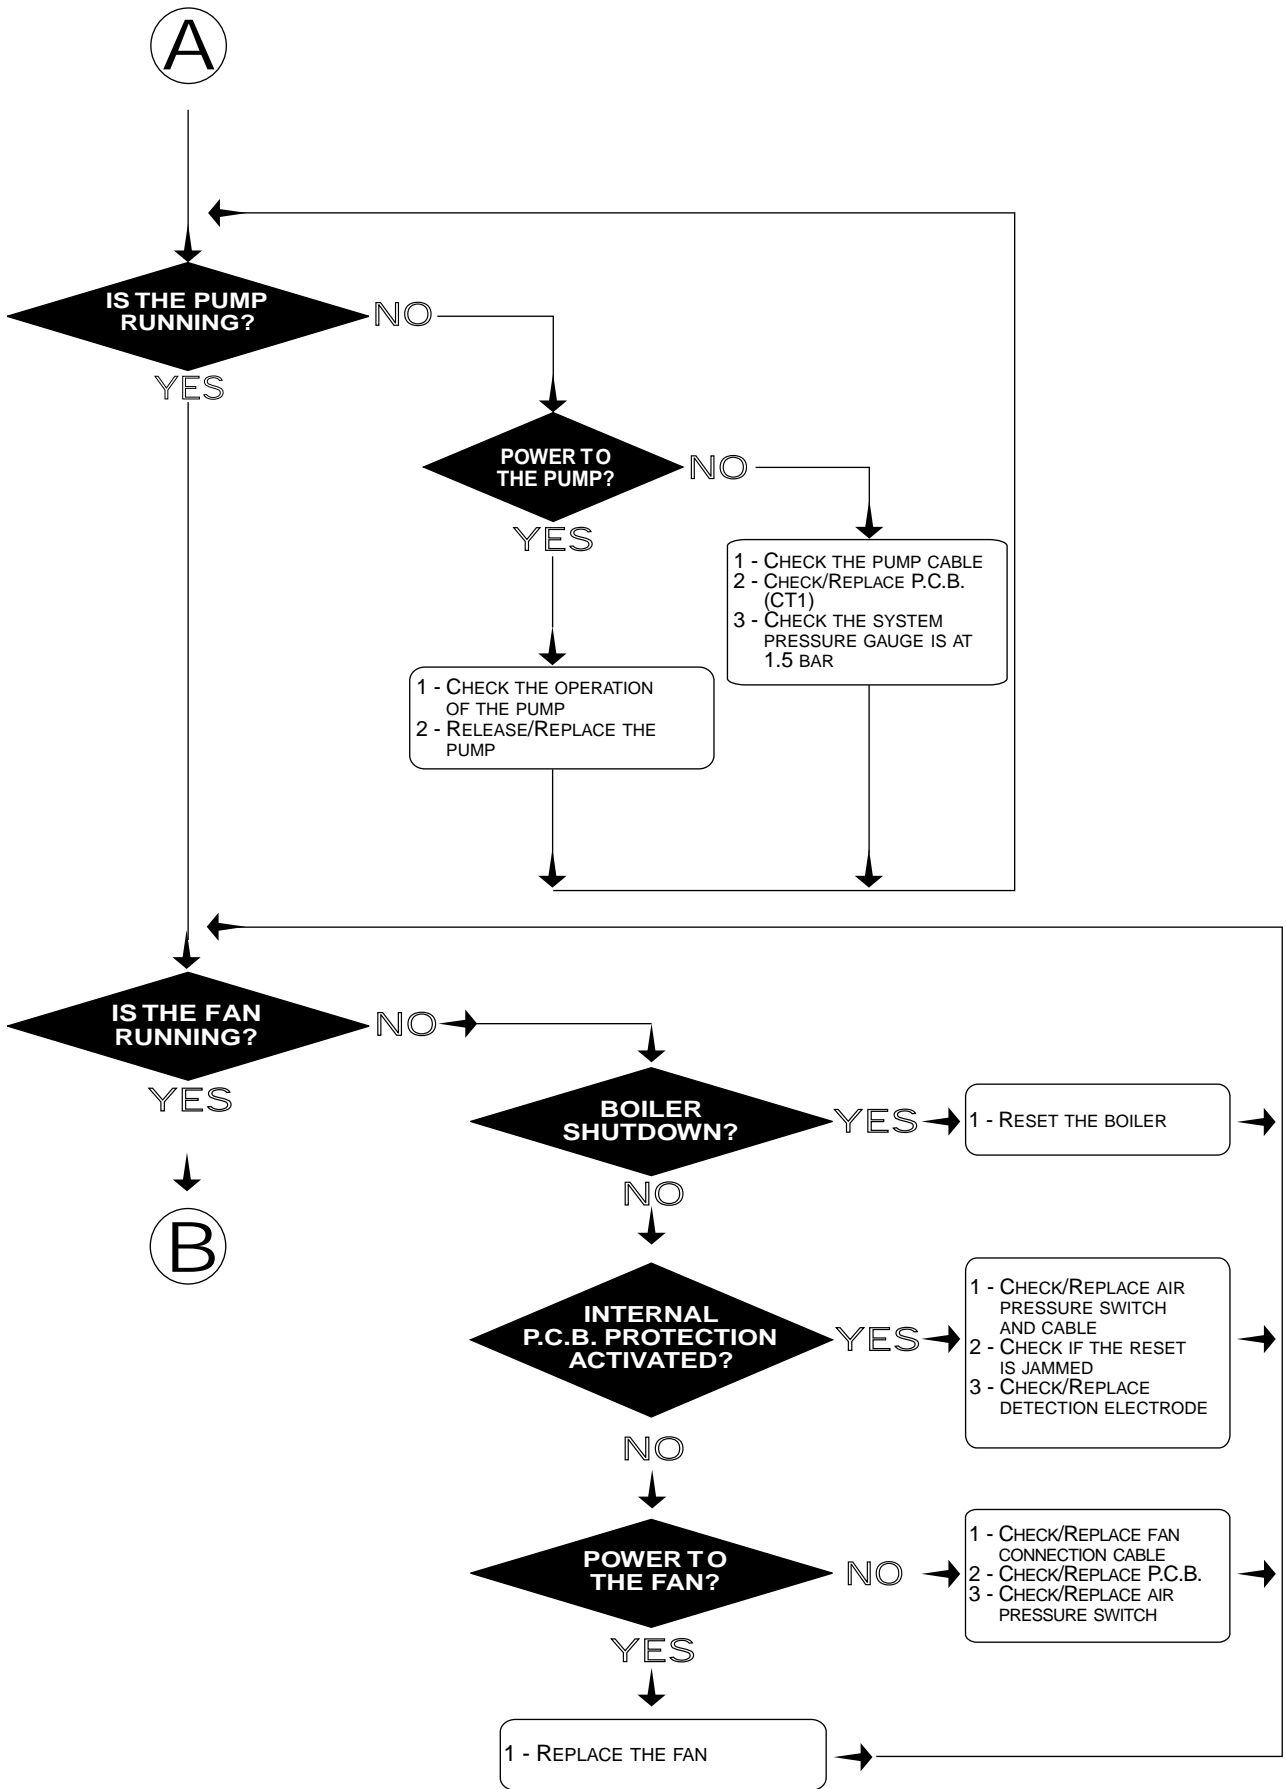 A
IS THE PUMP
RUNNING?
NO
YES
POWER TO
THE PUMP?
NO
YES
1 - CHECK THE PUMP CABLE
2 - CHECK/REPLACE P.C.B.
(CT1)
3 - CHECK THE SYSTEM
PRESSURE GAUGE IS AT
1.5 BAR
1 - CHECK THE OPERATION
OF THE PUMP
2 - RELEASE/REPLACE THE
PUMP
IS THE FAN
RUNNING?
NO
YES
B
BOILER
SHUTDOWN?
YES
1 - RESET THE BOILER
NO
INTERNAL
P.C.B. PROTECTION
ACTIVATED?
YES
1 - CHECK/REPLACE AIR
PRESSURE SWITCH
AND CABLE
2 - CHECK IF THE RESET
IS JAMMED
3 - CHECK/REPLACE
DETECTION ELECTRODE
NO
POWER TO
THE FAN?
NO
1 - CHECK/REPLACE FAN
CONNECTION CABLE
2 - CHECK/REPLACE P.C.B.
3 - CHECK/REPLACE AIR
PRESSURE SWITCH
YES
1 - REPLACE THE FAN